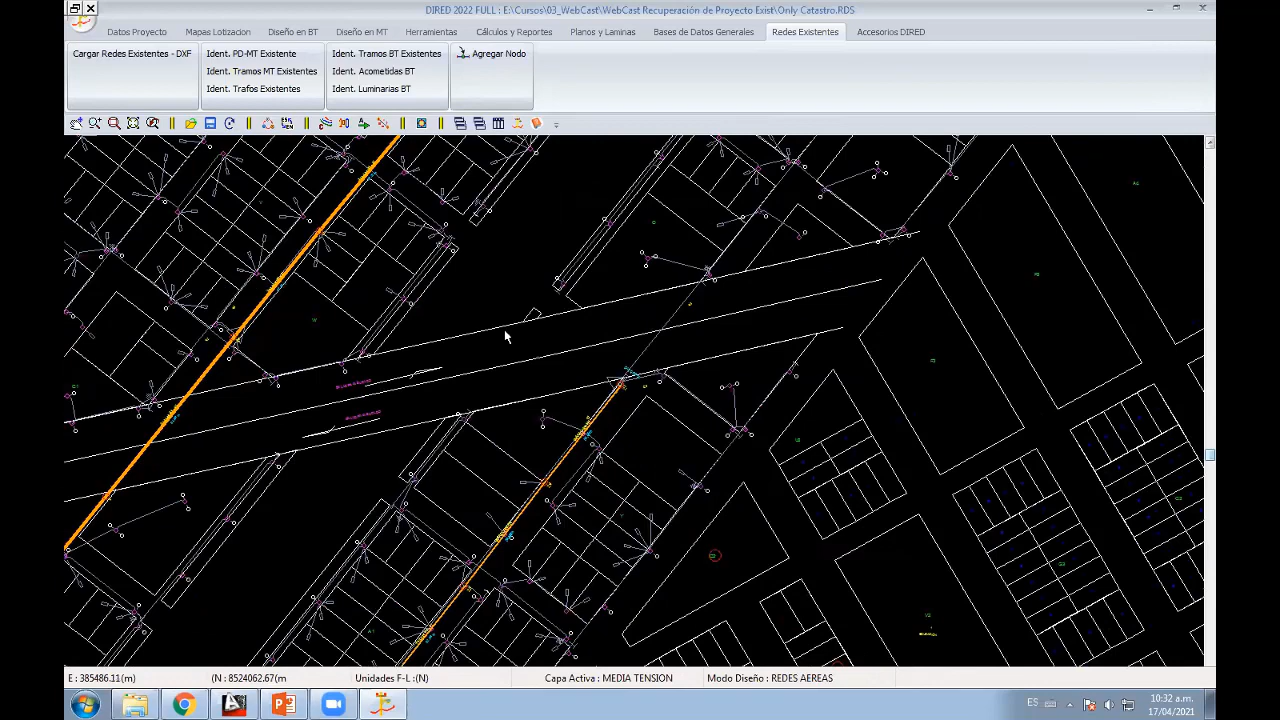 DIRED 2022 FULL : E:\Cursos\03_WebCast\WebCast Recuperación de Proyecto Exist\Only Catastro.RDS
Datos Proyecto
Mapas Lotizacion
Diseño en BT
Diseño en MT
Herramientas
Cálculos y Reportes
Planos y Laminas
Bases de Datos Generales
Redes Existentes
Accesorios DIRED
Cargar Redes Existentes - DXF
Ident. PD-MT Existente
Ident. Tramos BT Existentes
Agregar Nodo
Ident. Tramos MT Existentes
Ident. Acometidas BT
Ident. Trafos Existentes
Ident. Luminarias BT
E : 385486.11(m)
(N : 8524062.67(m
Unidades F-L :(N)
Capa Activa : MEDIA TENSION
Modo Diseño : REDES AEREAS
ES
10:32 a.m.
17/04/2021